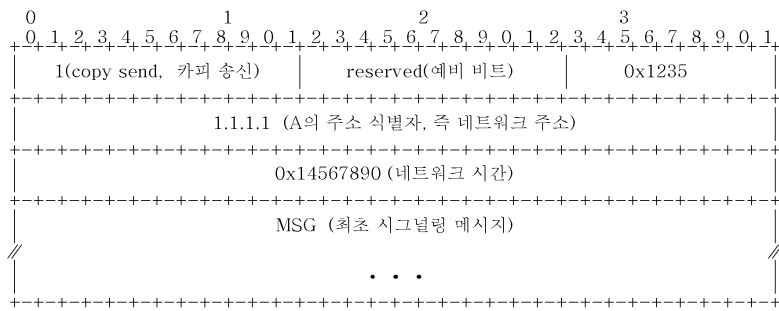 0 1 2 3
0 1 2 3 4 5 6 7 8 9 0 1 2 3 4 5 6 7 8 9 0 1 2 3 4 5 6 7 8 9 0 1
1(copy send, 카피 송신) reserved(예비 비트) 0x1235
1.1.1.1 (A의 주소 식별자, 즉 네트워크 주소)
0x14567890 (네트워크 시간)
MSG (최초 시그널링 메시지)
. . .